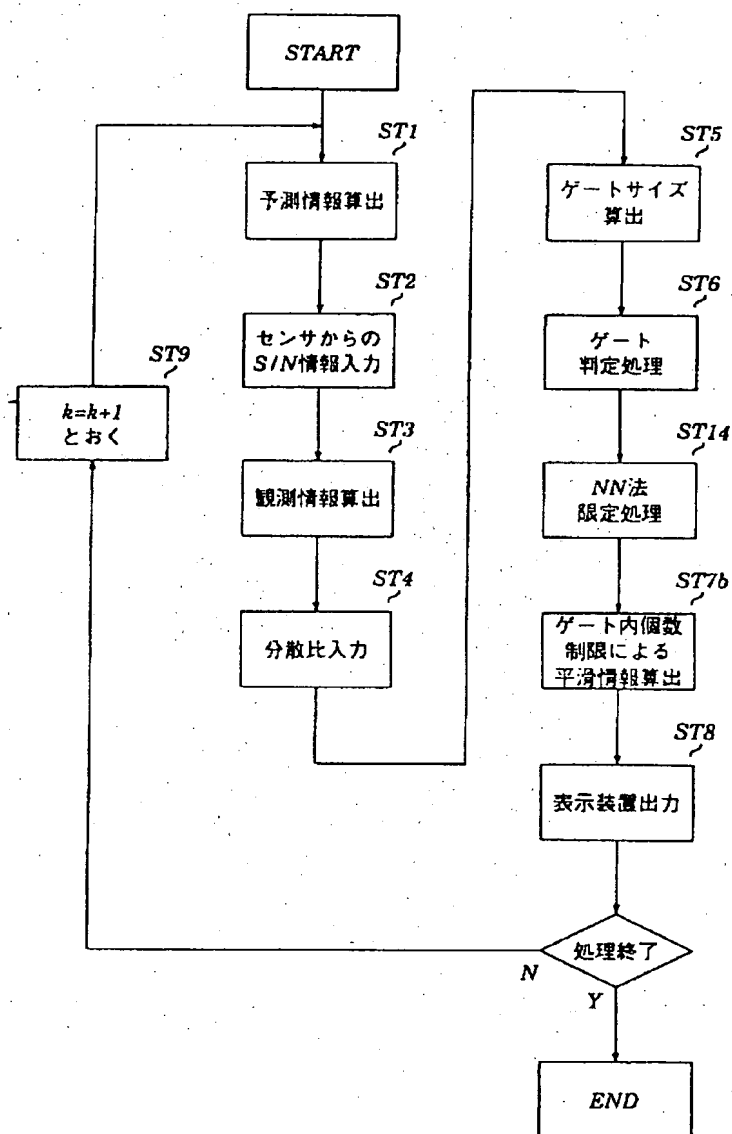 START
ST1
予測情報算出
ST2
センサからの
S/N情報入力
ST3
観測情報算出
ST4
分散比入力
ST5
ゲートサイズ
算出
ST6
ゲート
判定処理
ST14
NN法
限定処理
ST7b
ゲート内個数
制限による
平滑情報算出
ST8
表示装置出力
処理終了
N
Y
ST9
k=k+1
とおく
END